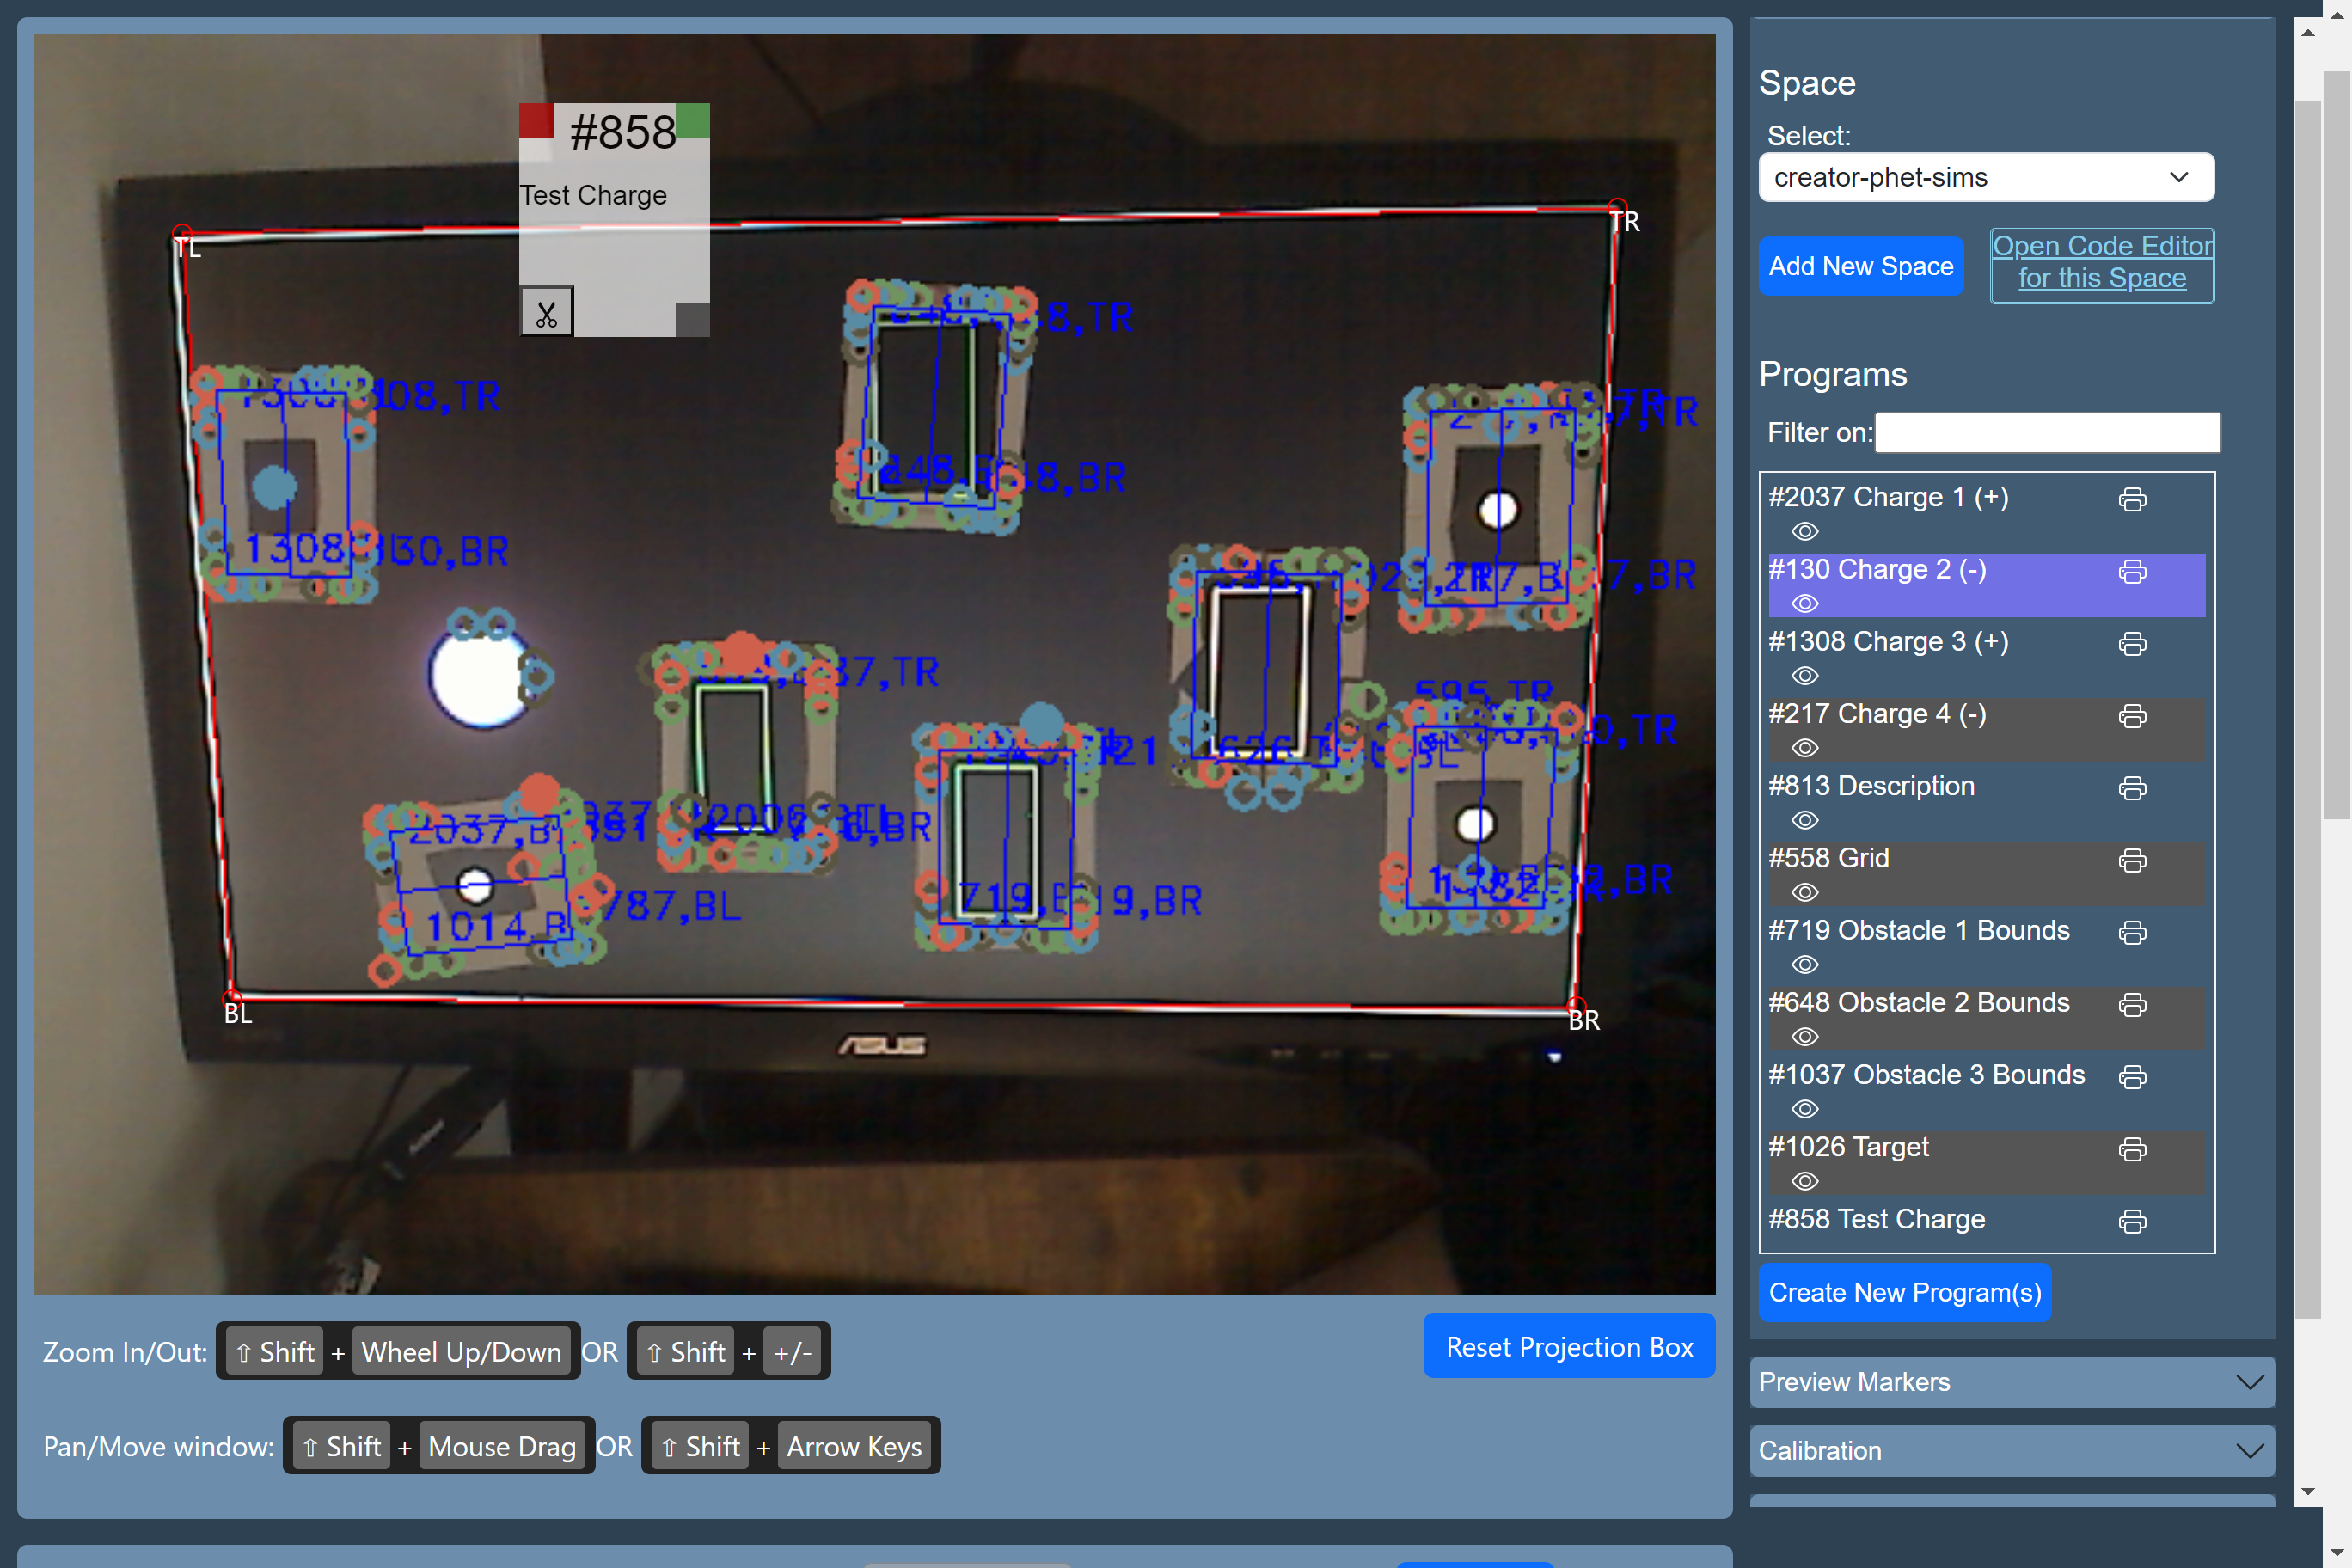 #858
Test Charge
TL
TR
BL
BR
8,TR
08,TR
1308
130,BR
48,BR
7,TR
7,BR
37,TR
595,TR
0,TR
2037,B
787,BL
1014,B
719,B
19,BR
,BR
,BR
ASUS
Zoom In/Out: ⇧ Shift + Wheel Up/Down OR ⇧ Shift + +/-
Reset Projection Box
Pan/Move window: ⇧ Shift + Mouse Drag OR ⇧ Shift + Arrow Keys
Space
Select:
creator-phet-sims
Add New Space
Open Code Editor
for this Space
Programs
Filter on:
#2037 Charge 1 (+)
#130 Charge 2 (-)
#1308 Charge 3 (+)
#217 Charge 4 (-)
#813 Description
#558 Grid
#719 Obstacle 1 Bounds
#648 Obstacle 2 Bounds
#1037 Obstacle 3 Bounds
#1026 Target
#858 Test Charge
Create New Program(s)
Preview Markers
Calibration